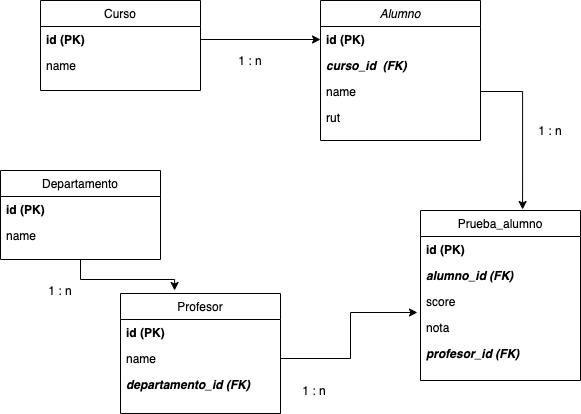 Curso
id (PK)
name
1 : n
Alumno
id (PK)
curso_id (FK)
name
rut
1 : n
Departamento
id (PK)
name
1 : n
Profesor
id (PK)
name
departamento_id (FK)
1 : n
Prueba_alumno
id (PK)
alumno_id (FK)
score
nota
profesor_id (FK)